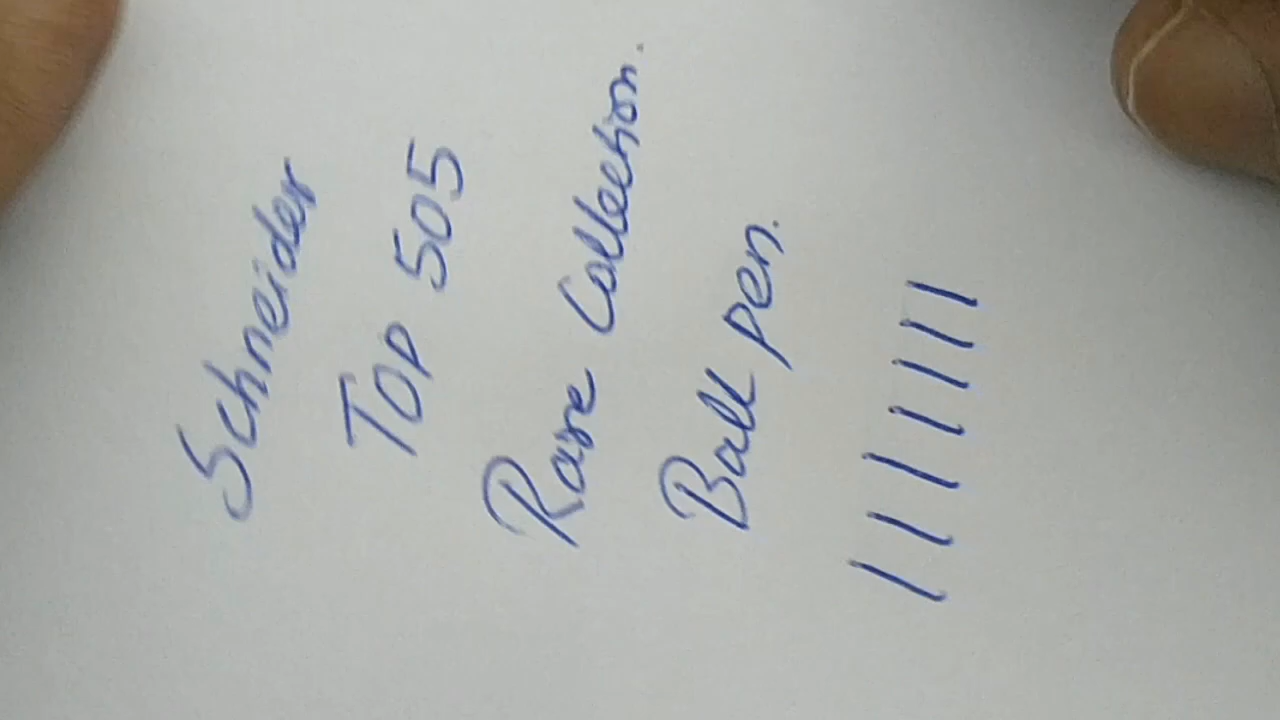 Schneider
TOP 505
Rare Collection.
Ball pen.
| | | | | | |